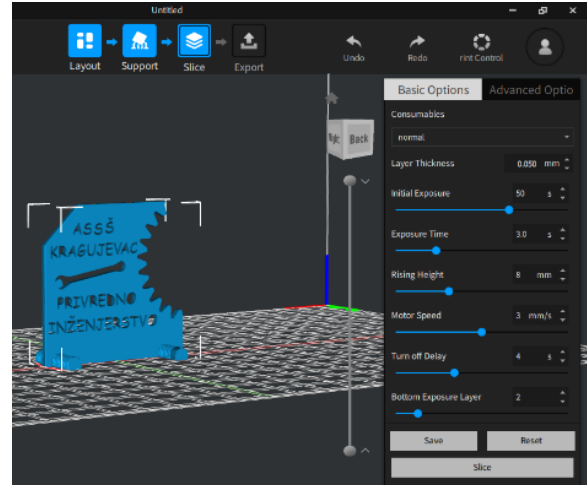 Untitled
Layout Support Slice Export
Undo Redo rint Control
Basic Options Advanced Optio
Consumables
normal
Layer Thickness 0.050 mm
Initial Exposure 50 s
Exposure Time 3.0 s
Rising Height 8 mm
Motor Speed 3 mm/s
Turn off Delay 4 s
Bottom Exposure Layer 2
Save Reset
Slice
Right Back
ASSŠ
KRAGUJEVAC
PRIVREDNO
INŽENJERSTVO